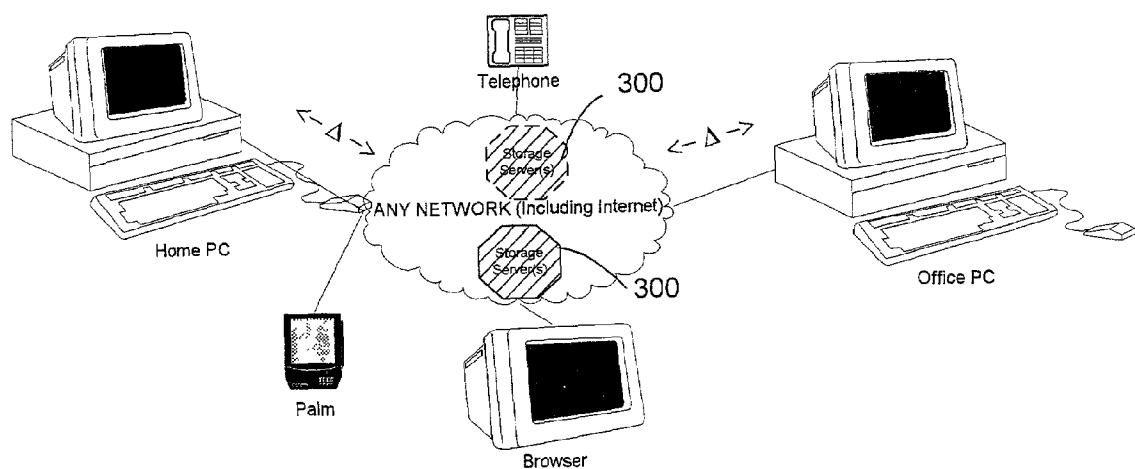 Telephone
300
Δ
Δ
Storage
Server(s)
ANY NETWORK (Including Internet)
Home PC
Storage
Server(s)
300
Office PC
Palm
Browser